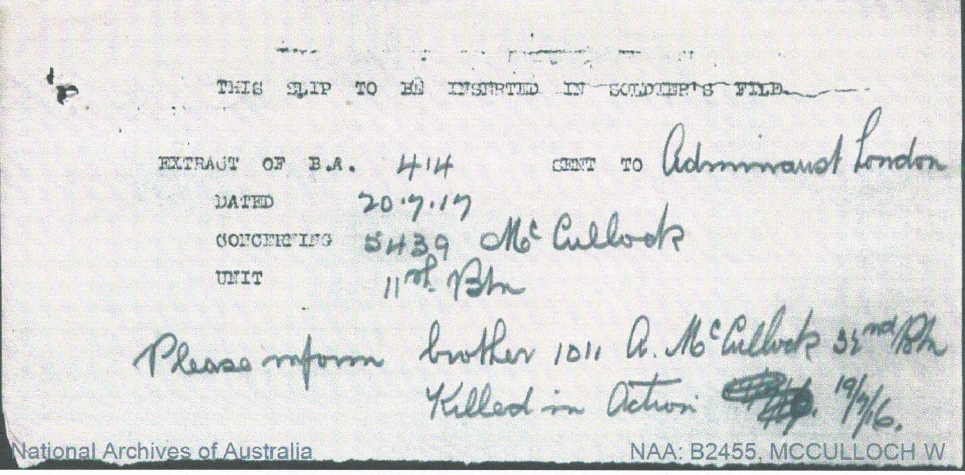 THIS SLIP TO BE INSERTED IN SOLDIER'S FILE.
EXTRACT OF B.A. 414 SENT TO Adminaust London
DATED 20.7.17
CONCERNING 5439 McCullock
UNIT 11th Btn
Please inform brother 1011 A. McCullock 32nd Btn
Killed in Action 19/7/16.
National Archives of Australia NAA: B2455, MCCULLOCH W